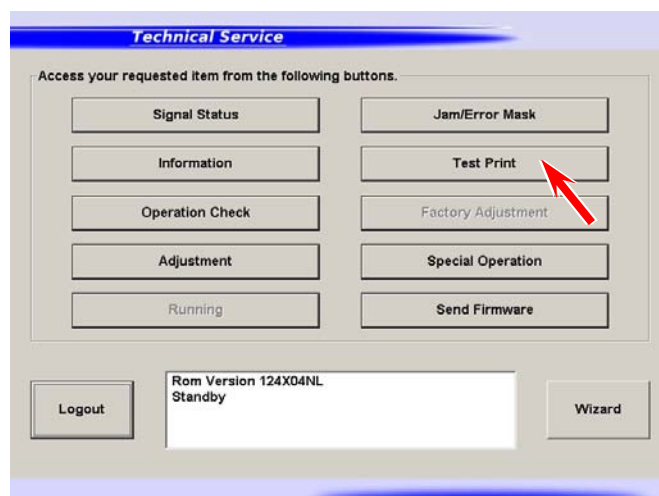 Technical Service
Access your requested item from the following buttons.
Signal Status
Jam/Error Mask
Information
Test Print
Operation Check
Factory Adjustment
Adjustment
Special Operation
Running
Send Firmware
Logout
Rom Version 124X04NL
Standby
Wizard